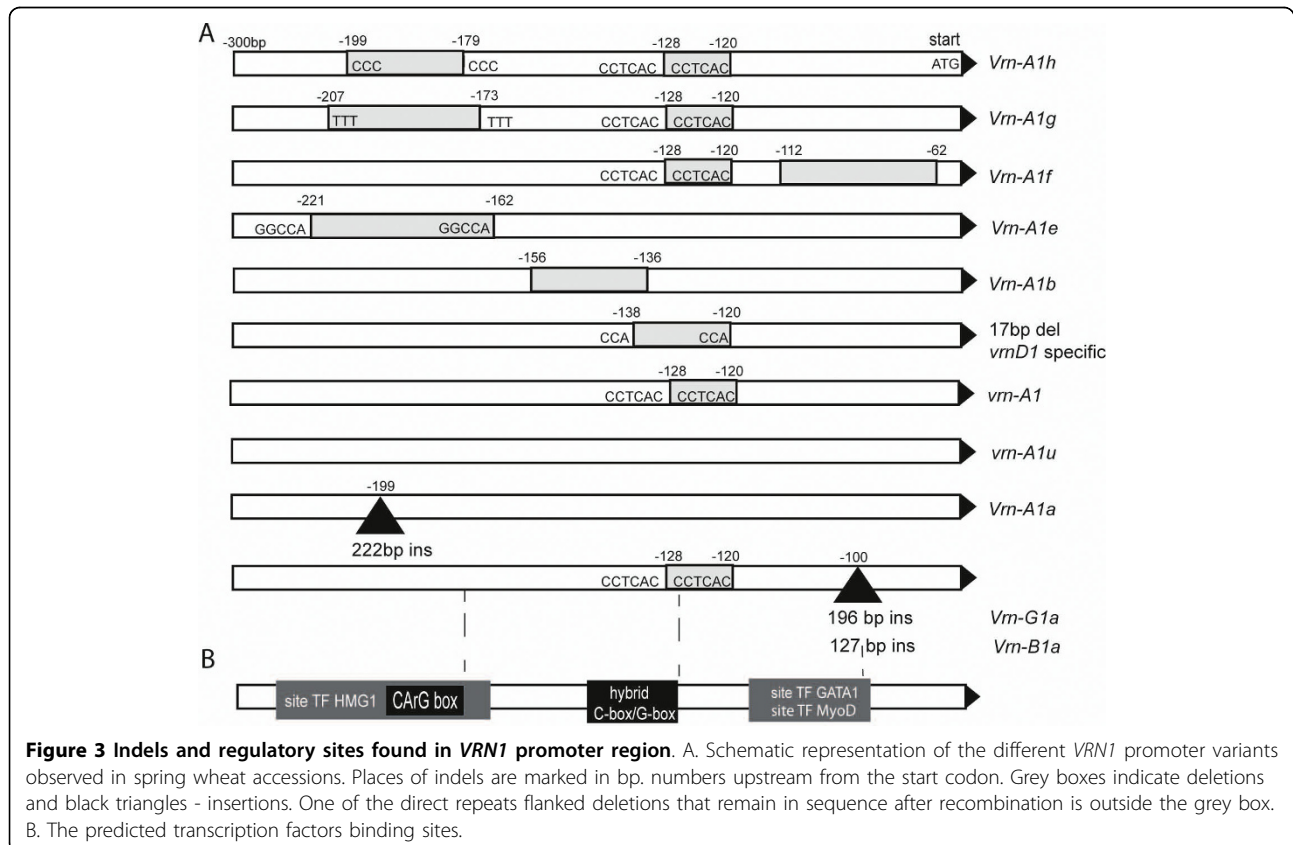 A
-300bp -199 -179 -128 -120 start
CCC CCC CCTCAC CCTCAC ATG Vrn-A1h
-207 -173 -128 -120
TTT TTT CCTCAC CCTCAC Vrn-A1g
-128 -120 -112 -62
CCTCAC CCTCAC Vrn-A1f
-221 -162
GGCCA GGCCA Vrn-A1e
-156 -136
Vrn-A1b
-138 -120
CCA CCA 17bp del
vrnD1 specific
-128 -120
CCTCAC CCTCAC vrn-A1
vrn-A1u
-199
Vrn-A1a
222bp ins
-128 -120 -100
CCTCAC CCTCAC
196 bp ins Vrn-G1a
127 bp ins Vrn-B1a
B
site TF HMG1 CArG box hybrid C-box/G-box site TF GATA1
site TF MyoD
Figure 3 Indels and regulatory sites found in VRN1 promoter region. A. Schematic representation of the different VRN1 promoter variants
observed in spring wheat accessions. Places of indels are marked in bp. numbers upstream from the start codon. Grey boxes indicate deletions
and black triangles - insertions. One of the direct repeats flanked deletions that remain in sequence after recombination is outside the grey box.
B. The predicted transcription factors binding sites.